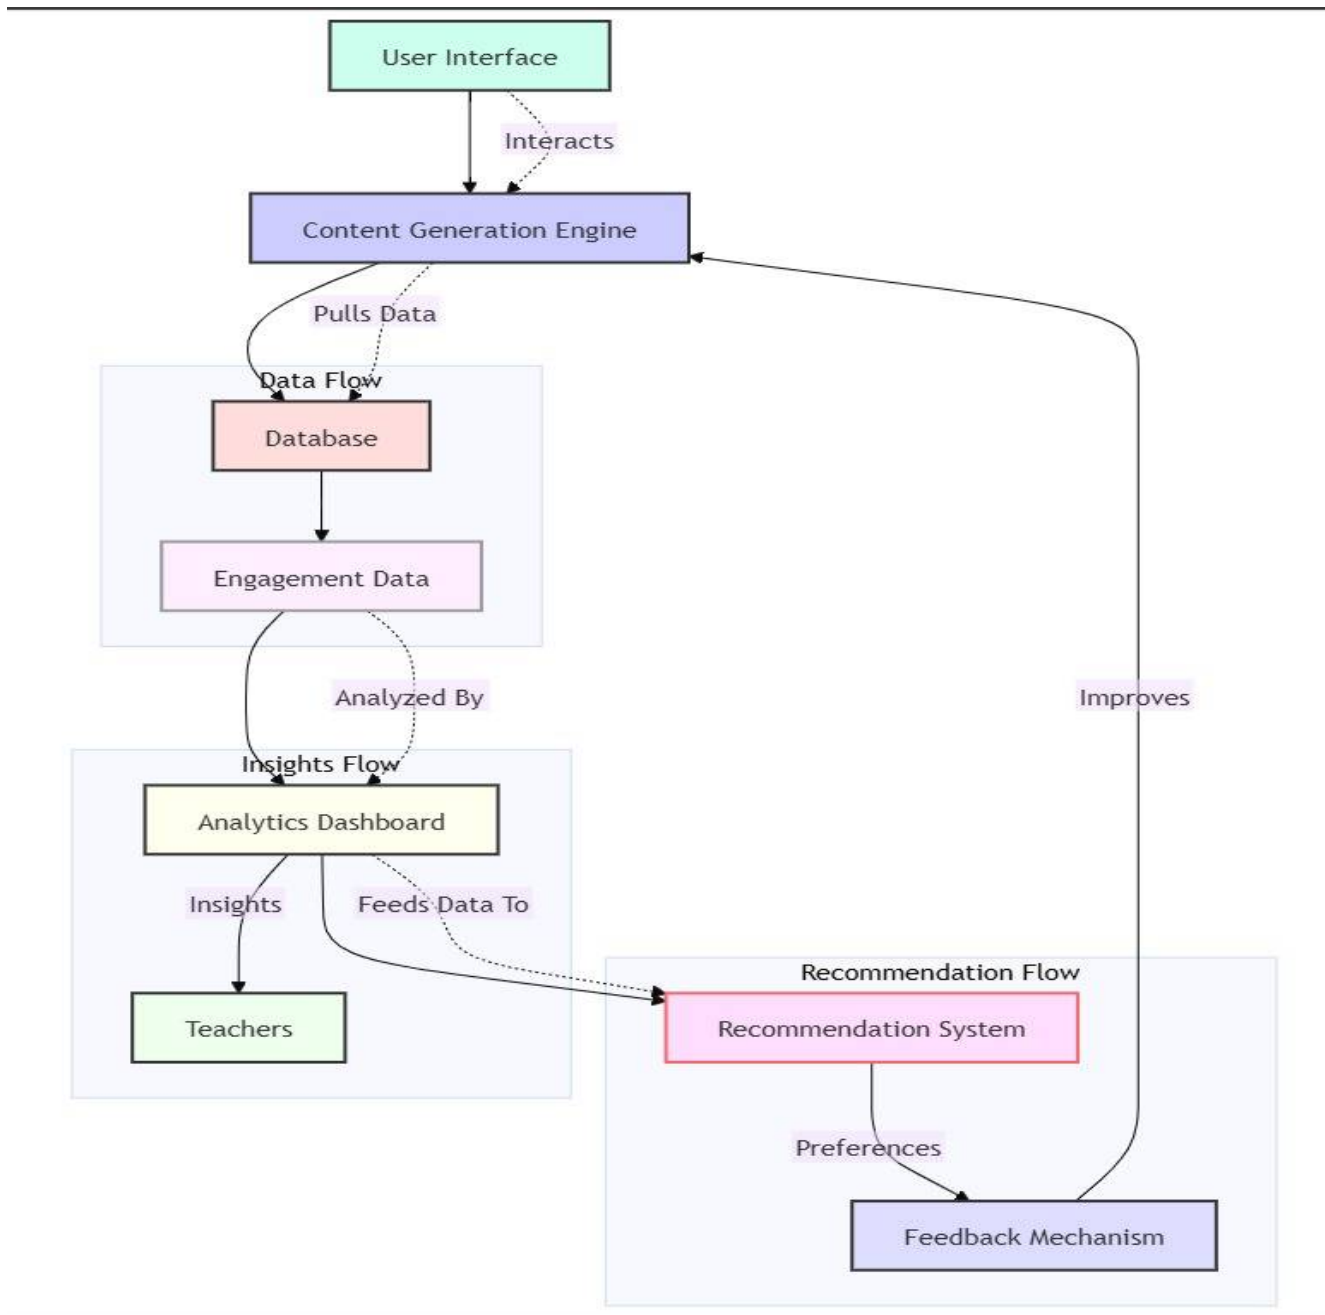 User Interface
Interacts
Content Generation Engine
Pulls Data
Data Flow
Database
Engagement Data
Analyzed By
Improves
Insights Flow
Analytics Dashboard
Insights
Feeds Data To
Recommendation Flow
Teachers
Recommendation System
Preferences
Feedback Mechanism